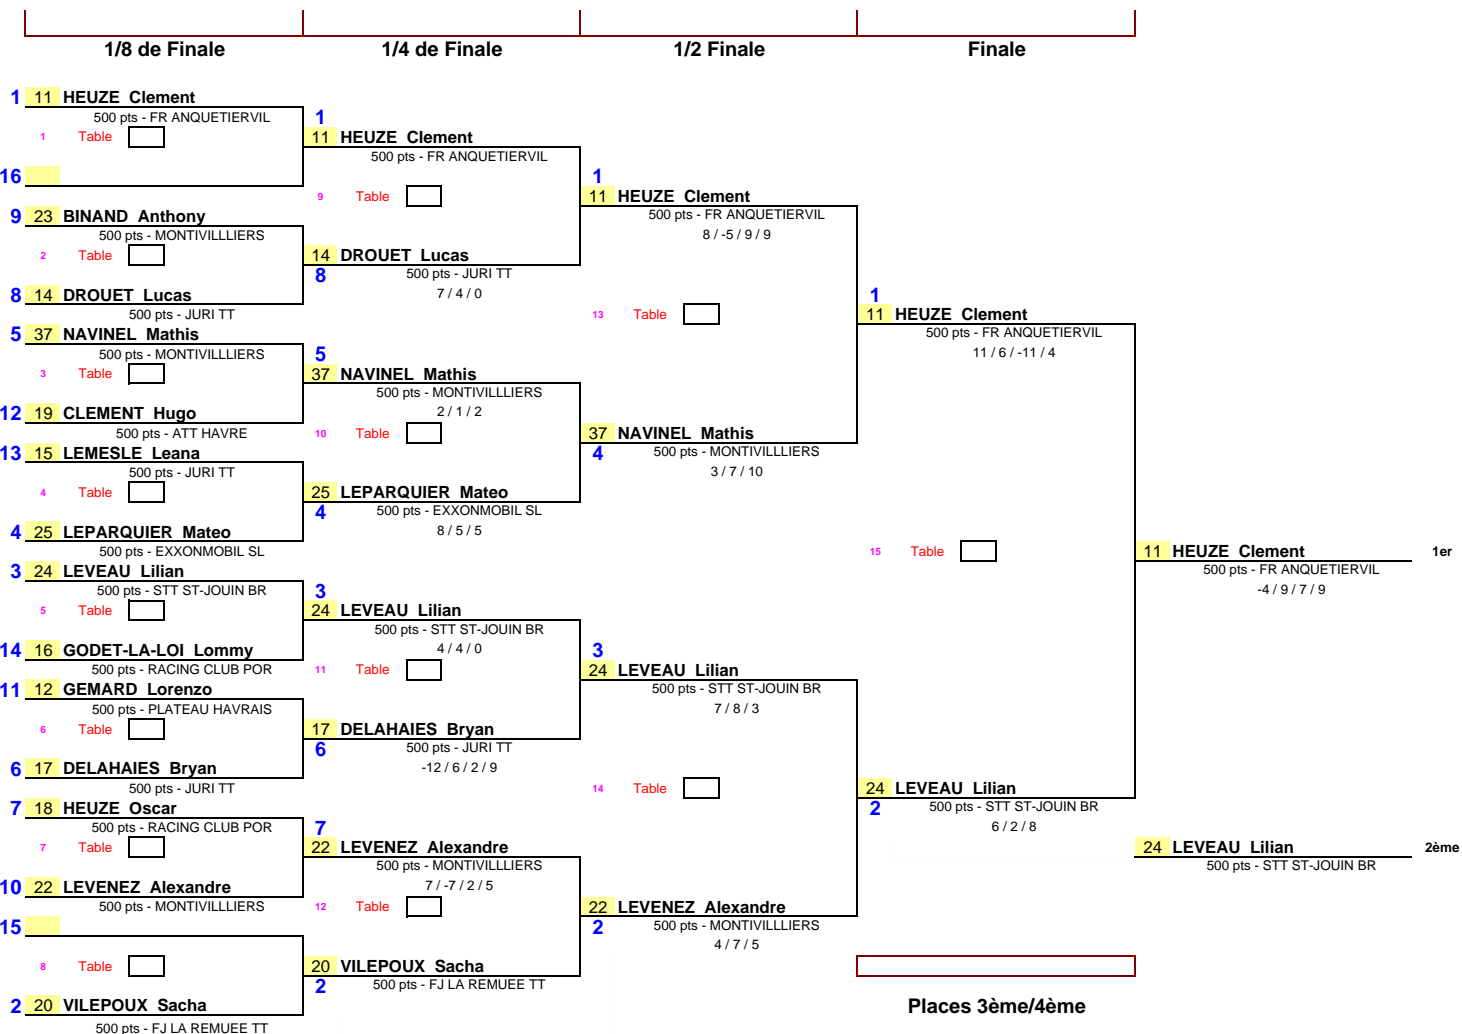 1/8 de Finale
1/4 de Finale
1/2 Finale
Finale
1 11 HEUZE Clement
500 pts - FR ANQUETIERVIL
1 Table
16
9 23 BINAND Anthony
500 pts - MONTIVILLLIERS
2 Table
8 14 DROUET Lucas
500 pts - JURI TT
5 37 NAVINEL Mathis
500 pts - MONTIVILLLIERS
3 Table
12 19 CLEMENT Hugo
500 pts - ATT HAVRE
13 15 LEMESLE Leana
500 pts - JURI TT
4 Table
4 25 LEPARQUIER Mateo
500 pts - EXXONMOBIL SL
3 24 LEVEAU Lilian
500 pts - STT ST-JOUIN BR
5 Table
14 16 GODET-LA-LOI Lommy
500 pts - RACING CLUB POR
11 12 GEMARD Lorenzo
500 pts - PLATEAU HAVRAIS
6 Table
6 17 DELAHAIES Bryan
500 pts - JURI TT
7 18 HEUZE Oscar
500 pts - RACING CLUB POR
7 Table
10 22 LEVENEZ Alexandre
500 pts - MONTIVILLLIERS
15
8 Table
2 20 VILEPOUX Sacha
500 pts - FJ LA REMUEE TT
1
11 HEUZE Clement
500 pts - FR ANQUETIERVIL
9 Table
14 DROUET Lucas
8 500 pts - JURI TT
7 / 4 / 0
5
37 NAVINEL Mathis
500 pts - MONTIVILLLIERS
2 / 1 / 2
10 Table
25 LEPARQUIER Mateo
4 500 pts - EXXONMOBIL SL
8 / 5 / 5
3
24 LEVEAU Lilian
500 pts - STT ST-JOUIN BR
4 / 4 / 0
11 Table
17 DELAHAIES Bryan
6 500 pts - JURI TT
-12 / 6 / 2 / 9
7
22 LEVENEZ Alexandre
500 pts - MONTIVILLLIERS
7 / -7 / 2 / 5
12 Table
20 VILEPOUX Sacha
2 500 pts - FJ LA REMUEE TT
1
11 HEUZE Clement
500 pts - FR ANQUETIERVIL
8 / -5 / 9 / 9
13 Table
37 NAVINEL Mathis
4 500 pts - MONTIVILLLIERS
3 / 7 / 10
3
24 LEVEAU Lilian
500 pts - STT ST-JOUIN BR
7 / 8 / 3
14 Table
22 LEVENEZ Alexandre
2 500 pts - MONTIVILLLIERS
4 / 7 / 5
1
11 HEUZE Clement
500 pts - FR ANQUETIERVIL
11 / 6 / -11 / 4
15 Table
24 LEVEAU Lilian
2 500 pts - STT ST-JOUIN BR
6 / 2 / 8
11 HEUZE Clement 1er
500 pts - FR ANQUETIERVIL
-4 / 9 / 7 / 9
24 LEVEAU Lilian 2ème
500 pts - STT ST-JOUIN BR
Places 3ème/4ème